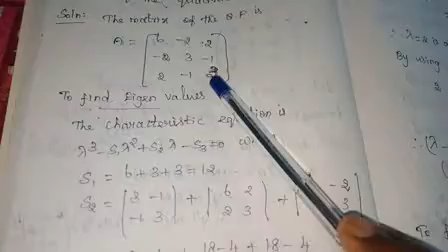 Soln: The matrix of the Q.F is
A = ( 6 -2 2
-2 3 -1
2 -1 3 )
To find Eigen values
The characteristic equation is
λ³ - S₁λ² + S₂λ - S₃ = 0
S₁ = 6 + 3 + 3 = 12
S₂ = ( 3 -1 ) + ( 6 2 ) + ( -2
-1 3 ) 2 3 ) 3 )
18 - 4 + 18 - 4
λ = 2 is
By using
2